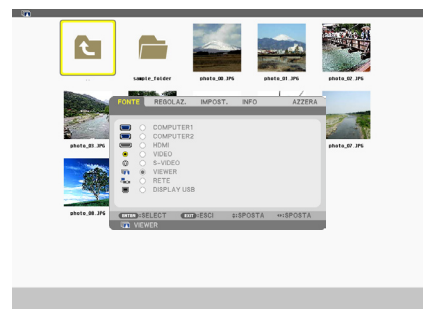 ...
sample_folder
photo_00.JPG
photo_01.JPG
photo_02.JPG
FONTE REGOLAZ. IMPOST. INFO AZZERA
COMPUTER1
COMPUTER2
HDMI
VIDEO
S-VIDEO
VIEWER
RETE
DISPLAY USB
photo_03.JPG
photo_07.JPG
ENTER :SELECT EXIT :ESCI ↕:SPOSTA ↔:SPOSTA
VIEWER
photo_08.JPG